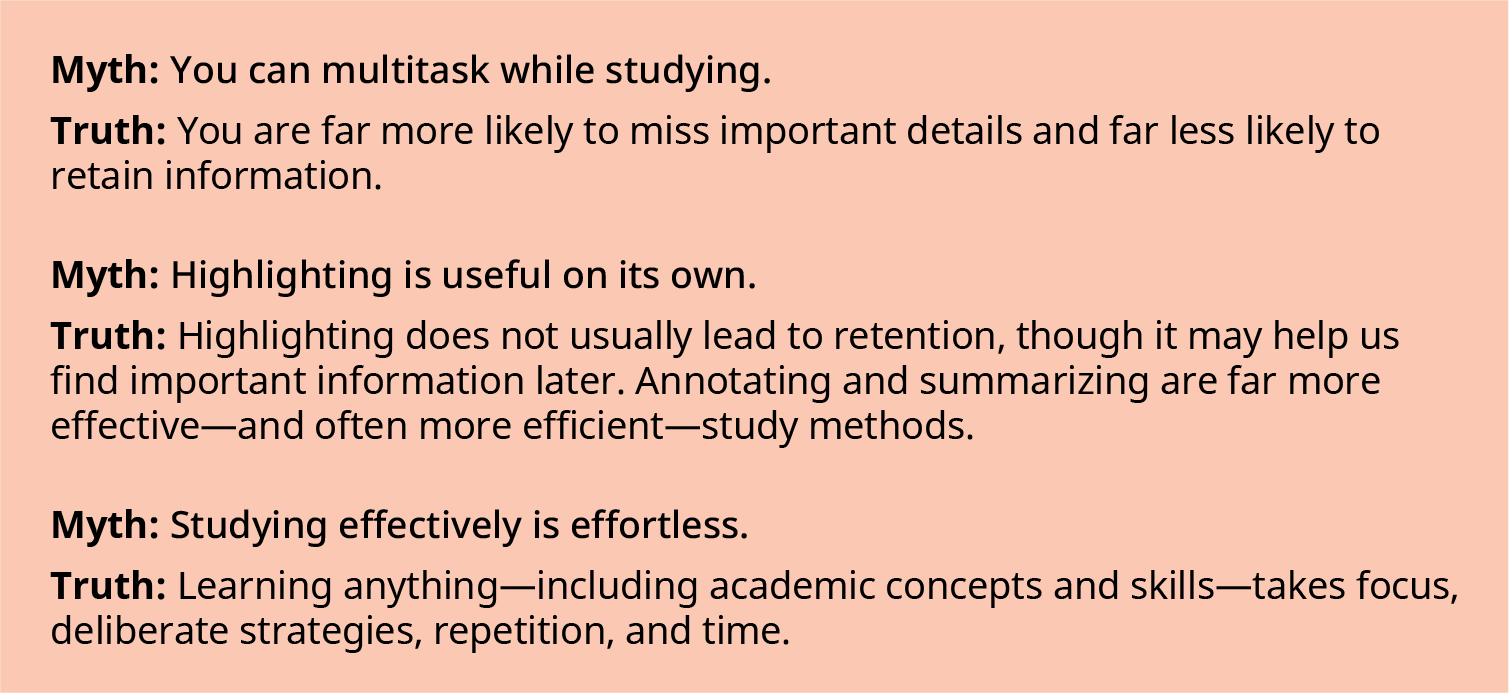 Myth: You can multitask while studying.
Truth: You are far more likely to miss important details and far less likely to
retain information.
Myth: Highlighting is useful on its own.
Truth: Highlighting does not usually lead to retention, though it may help us
find important information later. Annotating and summarizing are far more
effective—and often more efficient—study methods.
Myth: Studying effectively is effortless.
Truth: Learning anything—including academic concepts and skills—takes focus,
deliberate strategies, repetition, and time.